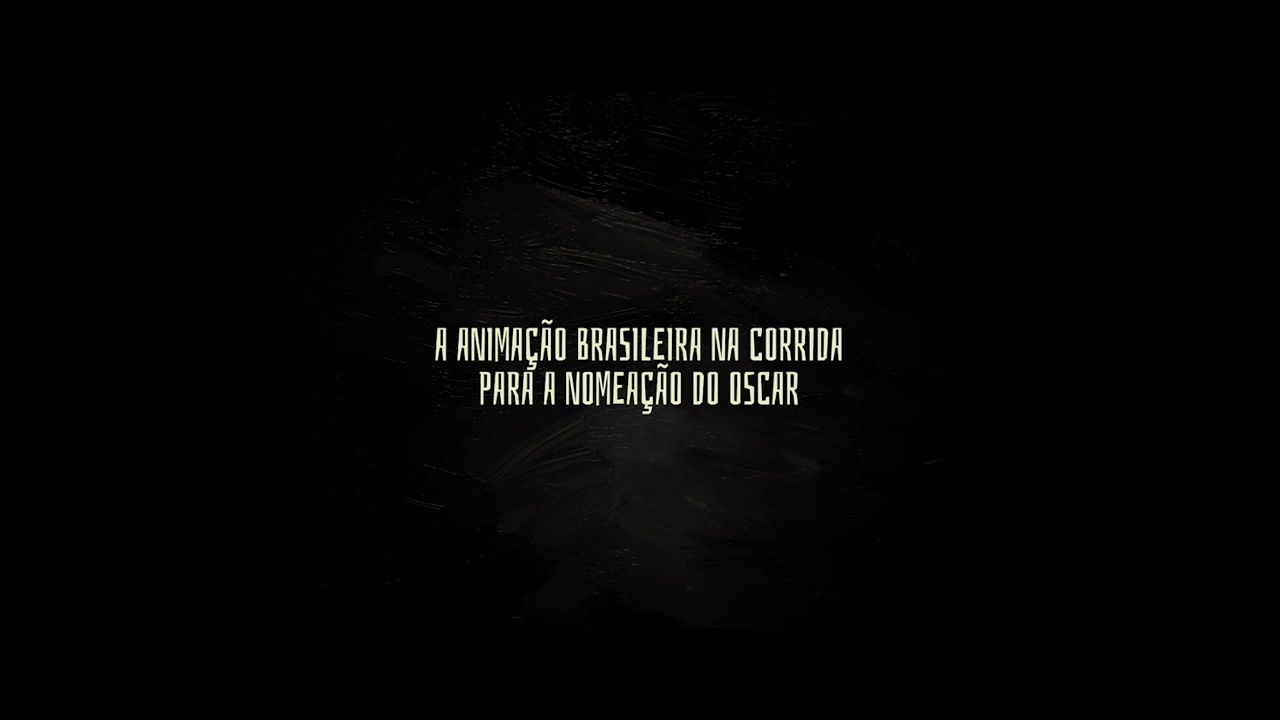 A ANIMAÇÃO BRASILEIRA NA CORRIDA
PARA A NOMEAÇÃO DO OSCAR